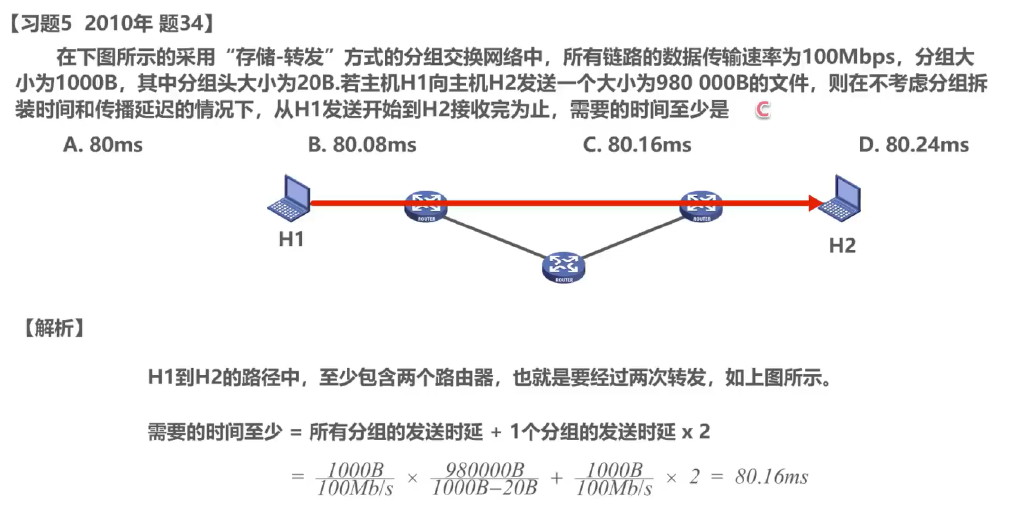 【习题5 2010年 题34】
在下图所示的采用“存储-转发”方式的分组交换网络中，所有链路的数据传输速率为100Mbps，分组大
小为1000B，其中分组头大小为20B.若主机H1向主机H2发送一个大小为980 000B的文件，则在不考虑分组拆
装时间和传播延迟的情况下，从H1发送开始到H2接收完为止，需要的时间至少是 C
A. 80ms B. 80.08ms C. 80.16ms D. 80.24ms
ROUTER ROUTER
H1 H2
ROUTER
【解析】
H1到H2的路径中，至少包含两个路由器，也就是要经过两次转发，如上图所示。
需要的时间至少 = 所有分组的发送时延 + 1个分组的发送时延 x 2
= 1000B/100Mb/s × 980000B/1000B−20B + 1000B/100Mb/s × 2 = 80.16ms